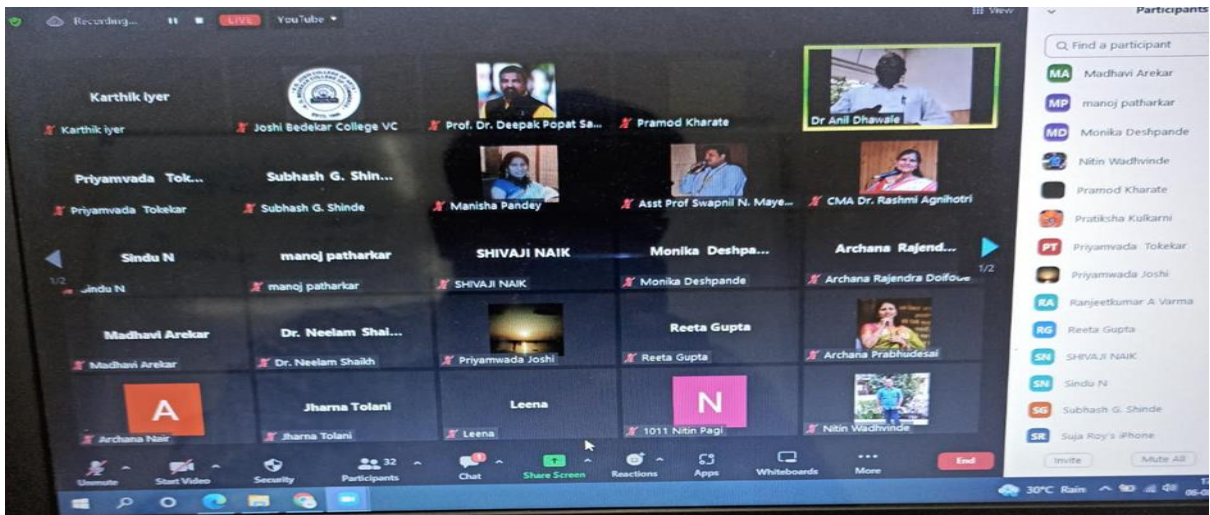 Recording... LIVE YouTube View
Karthik iyer
Karthik iyer
Joshi Bedekar College VC
Prof. Dr. Deepak Popat Sa...
Pramod Kharate
Dr Anil Dhawale
Priyamvada Tok...
Priyamvada Tokekar
Subhash G. Shin...
Subhash G. Shinde
Manisha Pandey
Asst Prof Swapnil N. Maye...
CMA Dr. Rashmi Agnihotri
Sindu N
Sindu N
manoj patharkar
manoj patharkar
SHIVAJI NAIK
SHIVAJI NAIK
Monika Deshpa...
Monika Deshpande
Archana Rajend...
Archana Rajendra Doifode
1/2
1/2
Madhavi Arekar
Madhavi Arekar
Dr. Neelam Shai...
Dr. Neelam Shaikh
Priyamwada Joshi
Reeta Gupta
Reeta Gupta
Archana Prabhudesai
A
Archana Nair
Jharna Tolani
Jharna Tolani
Leena
Leena
N
1011 Nitin Pagi
Nitin Wadhvinde
Unmute
Start Video
Security
32
Participants
1
Chat
Share Screen
Reactions
Apps
Whiteboards
More
End
Participants
Find a participant
MA Madhavi Arekar
MP manoj patharkar
MD Monika Deshpande
Nitin Wadhvinde
Pramod Kharate
Pratiksha Kulkarni
PT Priyamvada Tokekar
Priyamwada Joshi
RA Ranjeetkumar A Varma
RG Reeta Gupta
SN SHIVAJI NAIK
SN Sindu N
SG Subhash G. Shinde
SR Suja Roy's iPhone
Invite Mute All
30°C Rain